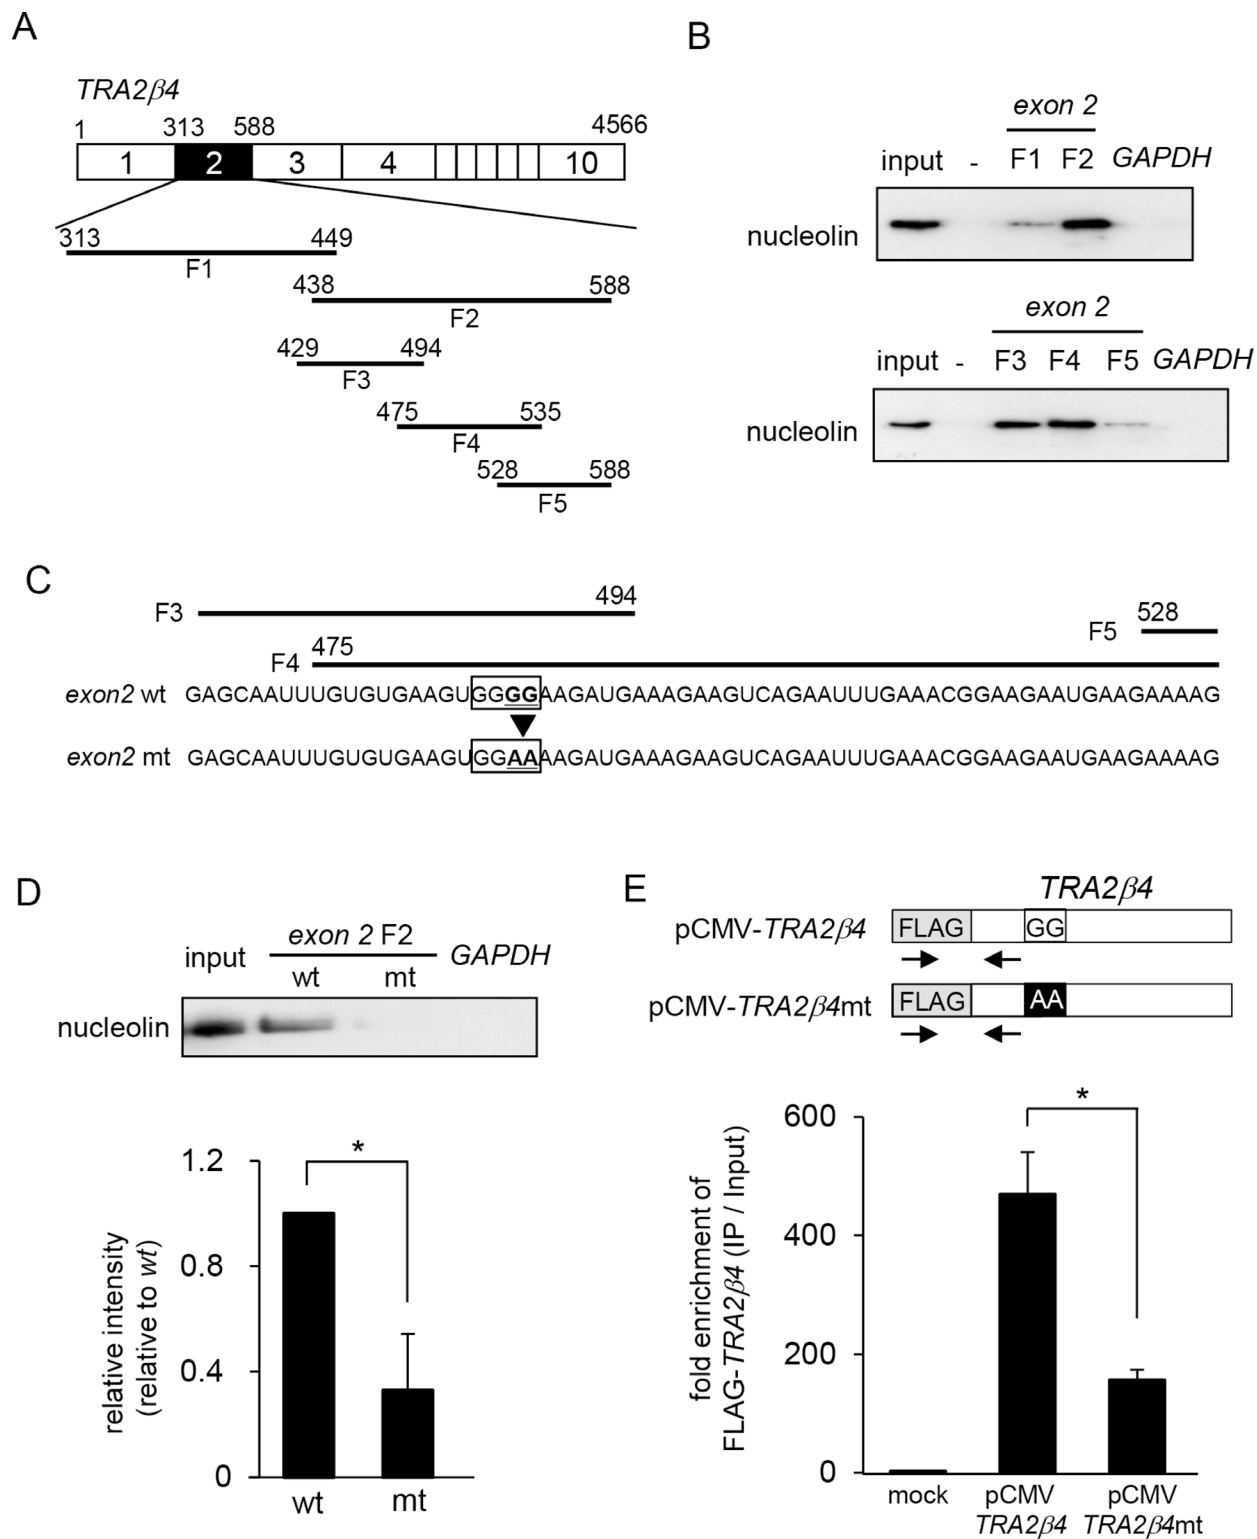 A
TRA2β4
1 313 588 4566
1 2 3 4 10
313 449
F1
438 588
F2
429 494
F3
475 535
F4
528 588
F5
B
exon 2
input - F1 F2 GAPDH
nucleolin
exon 2
input - F3 F4 F5 GAPDH
nucleolin
C
F3 494
F5 528
F4 475
exon2 wt GAGCAAUUUGUGUGAAGUGGGGAAGAUGAAAGAAGUCAGAAUUUGAAACGGAAGAAUGAAGAAAAG
exon2 mt GAGCAAUUUGUGUGAAGUGGAAAAGAUGAAAGAAGUCAGAAUUUGAAACGGAAGAAUGAAGAAAAG
D
exon 2 F2
input wt mt GAPDH
nucleolin
relative intensity
(relative to wt)
1.2
*
0.8
0.4
0
wt mt
E
TRA2β4
pCMV-TRA2β4 FLAG GG
pCMV-TRA2β4mt FLAG AA
fold enrichment of
FLAG-TRA2β4 (IP / Input)
600
*
400
200
0
mock pCMV pCMV
TRA2β4 TRA2β4mt